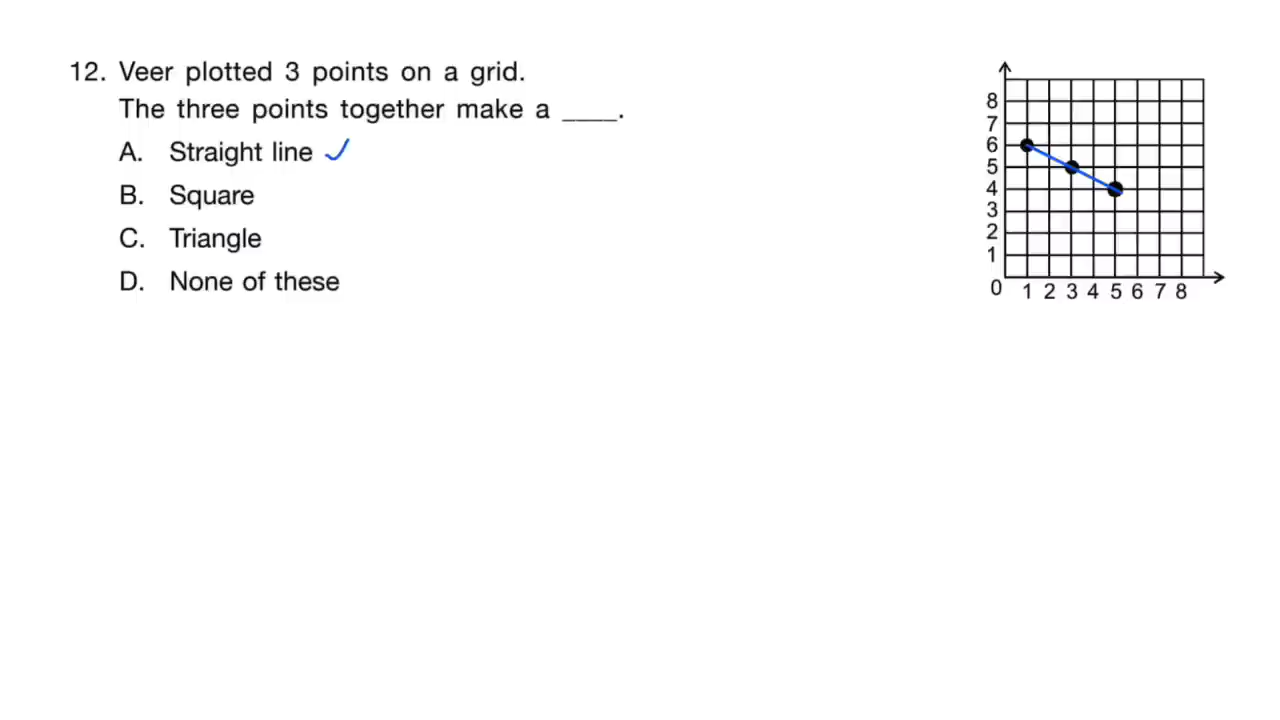 12. Veer plotted 3 points on a grid.
The three points together make a ____.
A. Straight line ✓
B. Square
C. Triangle
D. None of these
8
7
6
5
4
3
2
1
0 1 2 3 4 5 6 7 8